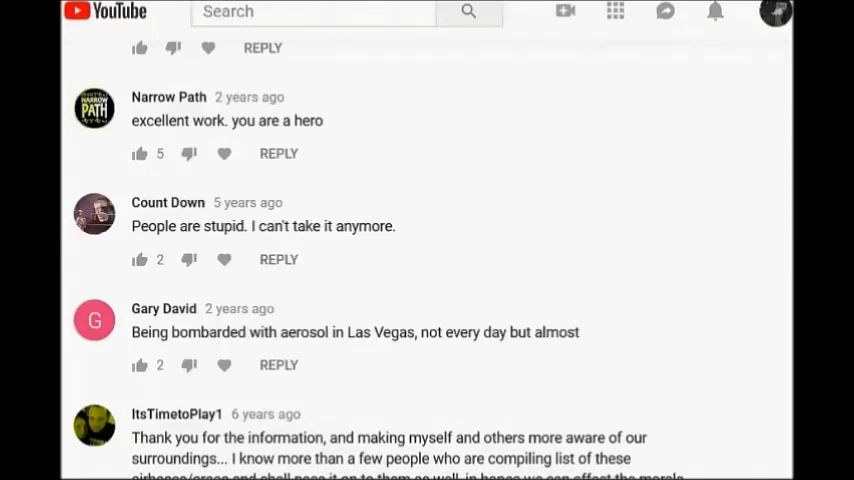 YouTube
Search
REPLY
NARROW
PATH
Narrow Path 2 years ago
excellent work. you are a hero
5
REPLY
Count Down 5 years ago
People are stupid. I can't take it anymore.
2
REPLY
G
Gary David 2 years ago
Being bombarded with aerosol in Las Vegas, not every day but almost
2
REPLY
ItsTimetoPlay1 6 years ago
Thank you for the information, and making myself and others more aware of our
surroundings... I know more than a few people who are compiling list of these